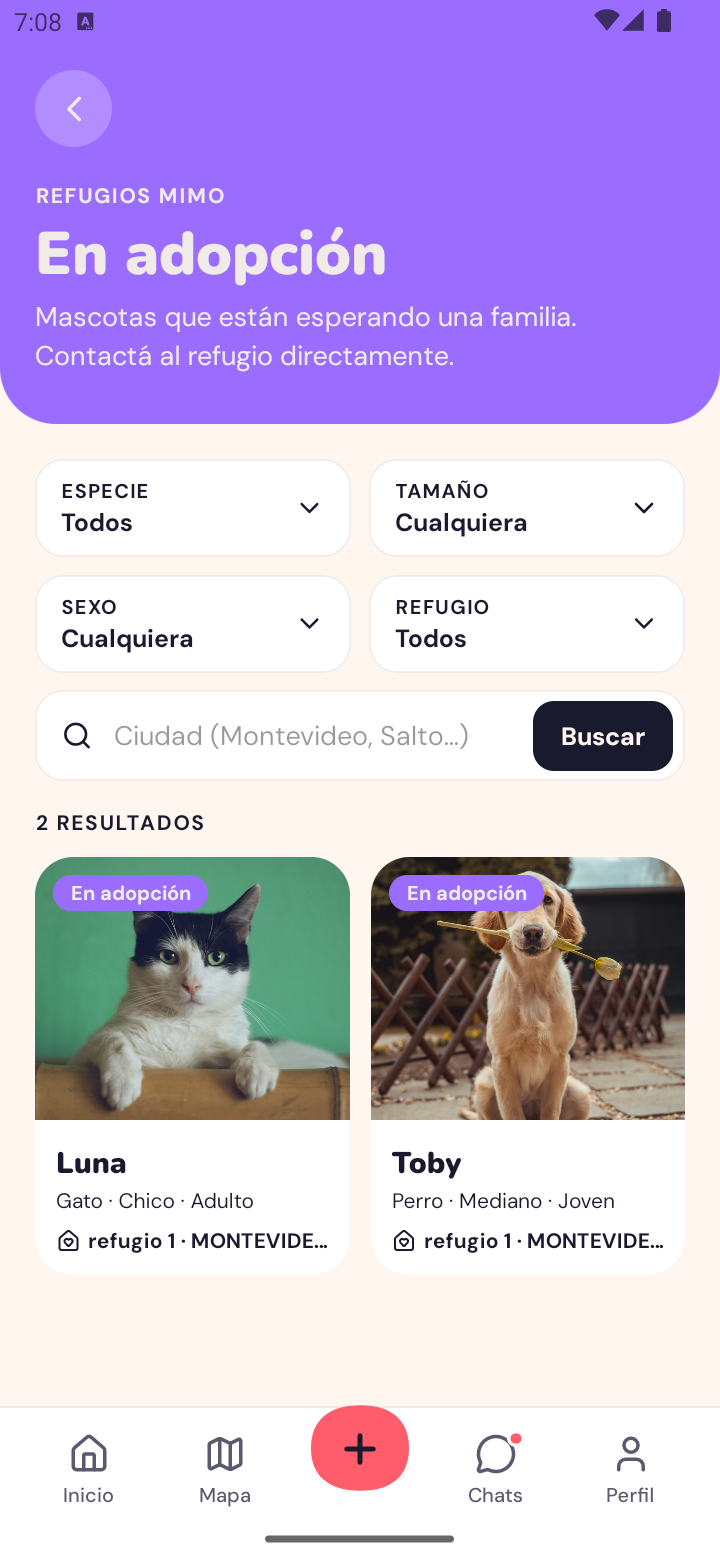 7:08
A
REFUGIOS MIMO
En adopción
Mascotas que están esperando una familia.
Contactá al refugio directamente.
ESPECIE
Todos
TAMAÑO
Cualquiera
SEXO
Cualquiera
REFUGIO
Todos
Ciudad (Montevideo, Salto...)
Buscar
2 RESULTADOS
En adopción
En adopción
Luna
Gato · Chico · Adulto
refugio 1 · MONTEVIDE...
Toby
Perro · Mediano · Joven
refugio 1 · MONTEVIDE...
Inicio
Mapa
Chats
Perfil